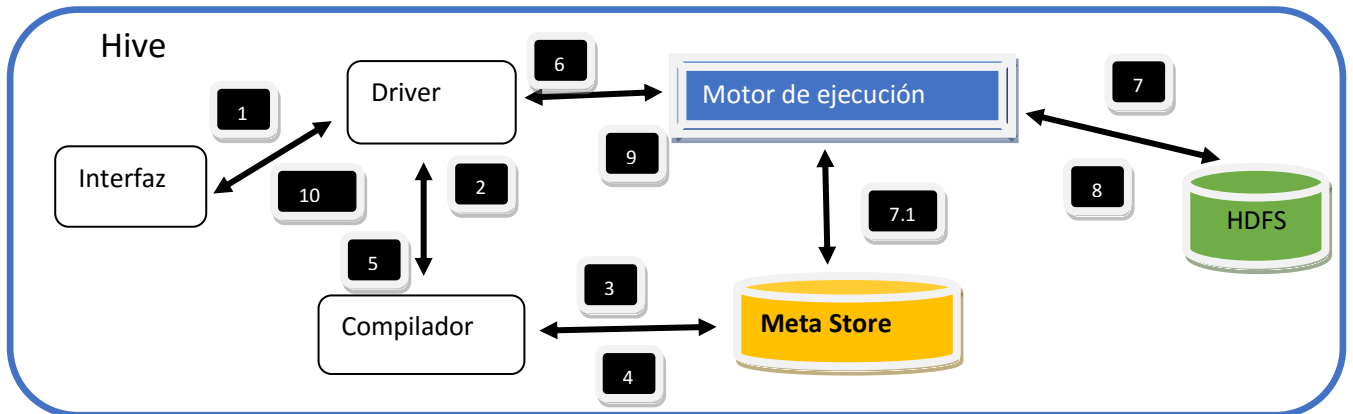 Hive
6
Driver
Motor de ejecución
7
1
9
Interfaz
2
10
8
7.1
HDFS
5
3
Compilador
Meta Store
4